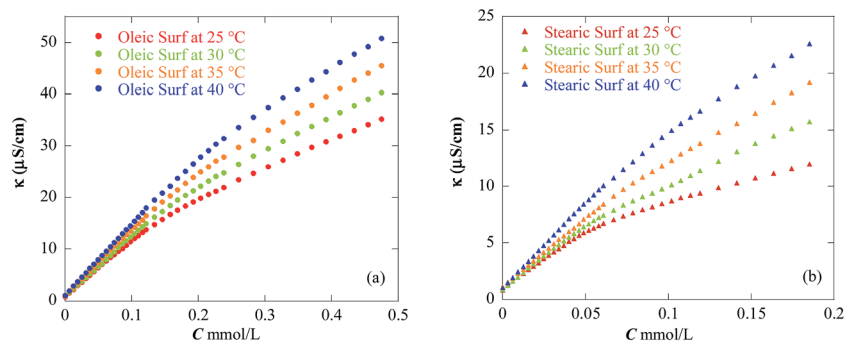 Oleic Surf at 25 °C
Oleic Surf at 30 °C
Oleic Surf at 35 °C
Oleic Surf at 40 °C
κ (µS/cm)
50
40
30
20
10
0
0
0.1
0.2
0.3
0.4
0.5
C mmol/L
(a)
Stearic Surf at 25 °C
Stearic Surf at 30 °C
Stearic Surf at 35 °C
Stearic Surf at 40 °C
κ (µS/cm)
25
20
15
10
5
0
0
0.05
0.1
0.15
0.2
C mmol/L
(b)